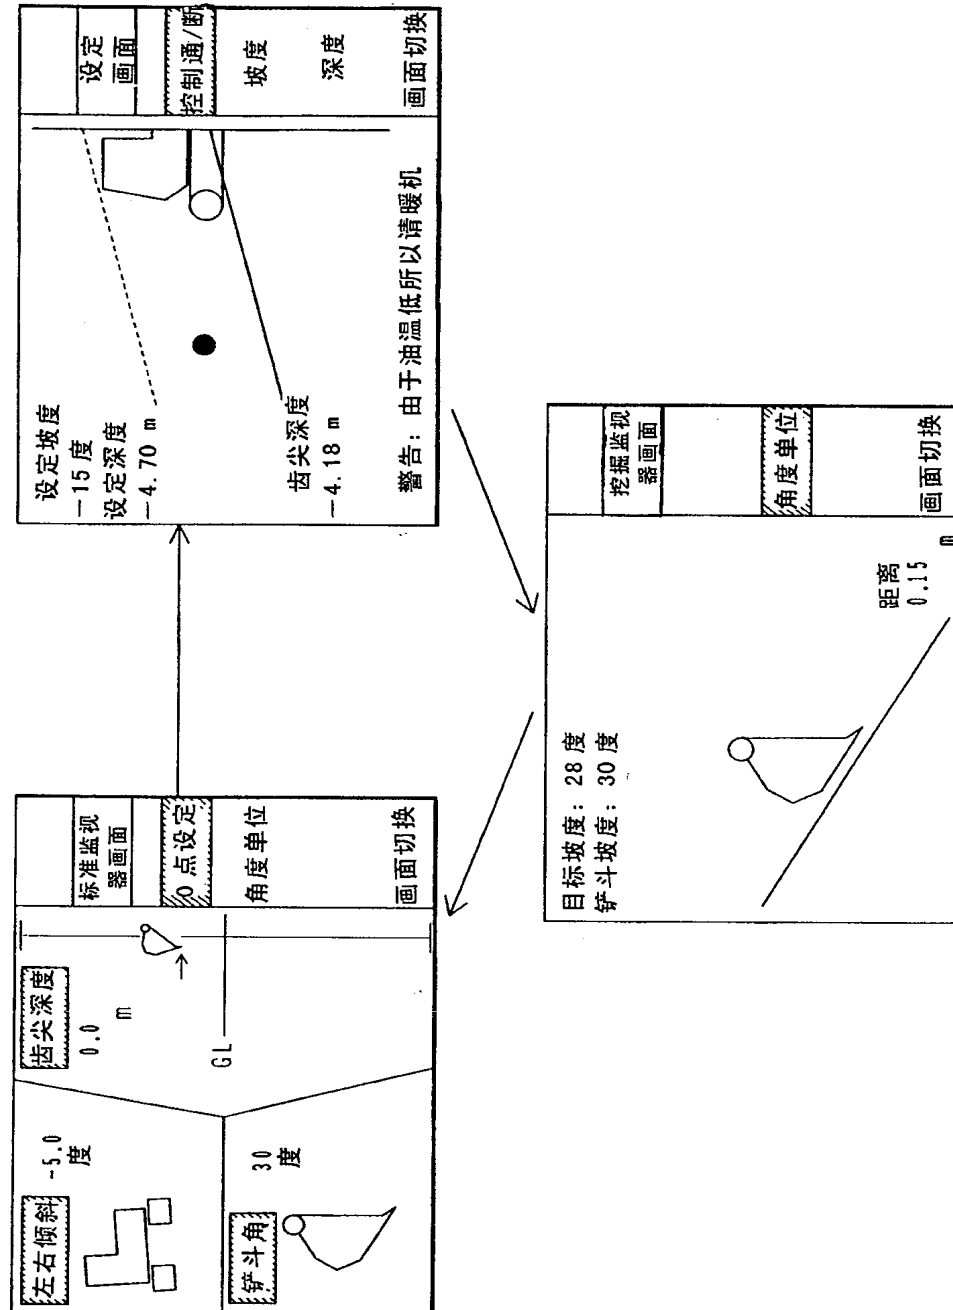 左右倾斜
-5.0
度
铲斗角
30
度
齿尖深度
0.0
m
GL
标准监视
器画面
0点设定
角度单位
画面切换
设定坡度
-15度
设定深度
-4.70 m
齿尖深度
-4.18 m
警告：由于油温低所以请暖机
设定
画面
控制通/断
坡度
深度
画面切换
目标坡度：28度
铲斗坡度：30度
距离
0.15
m
挖掘监视
器画面
角度单位
画面切换